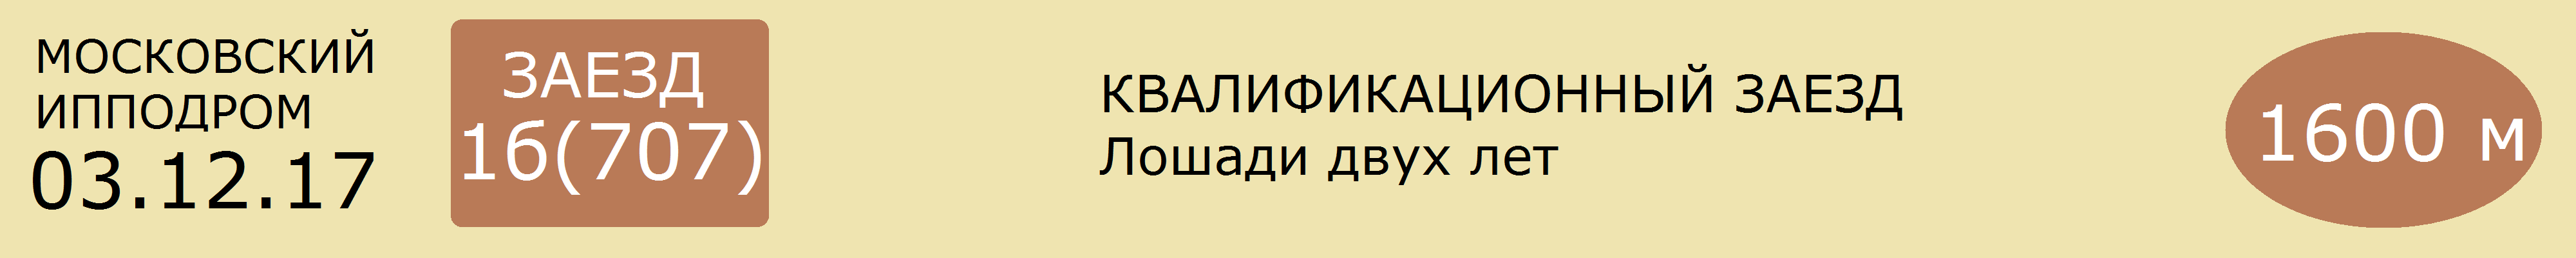 МОСКОВСКИЙ
ИППОДРОМ
03.12.17
ЗАЕЗД
16(707)
КВАЛИФИКАЦИОННЫЙ ЗАЕЗД
Лошади двух лет
1600 м